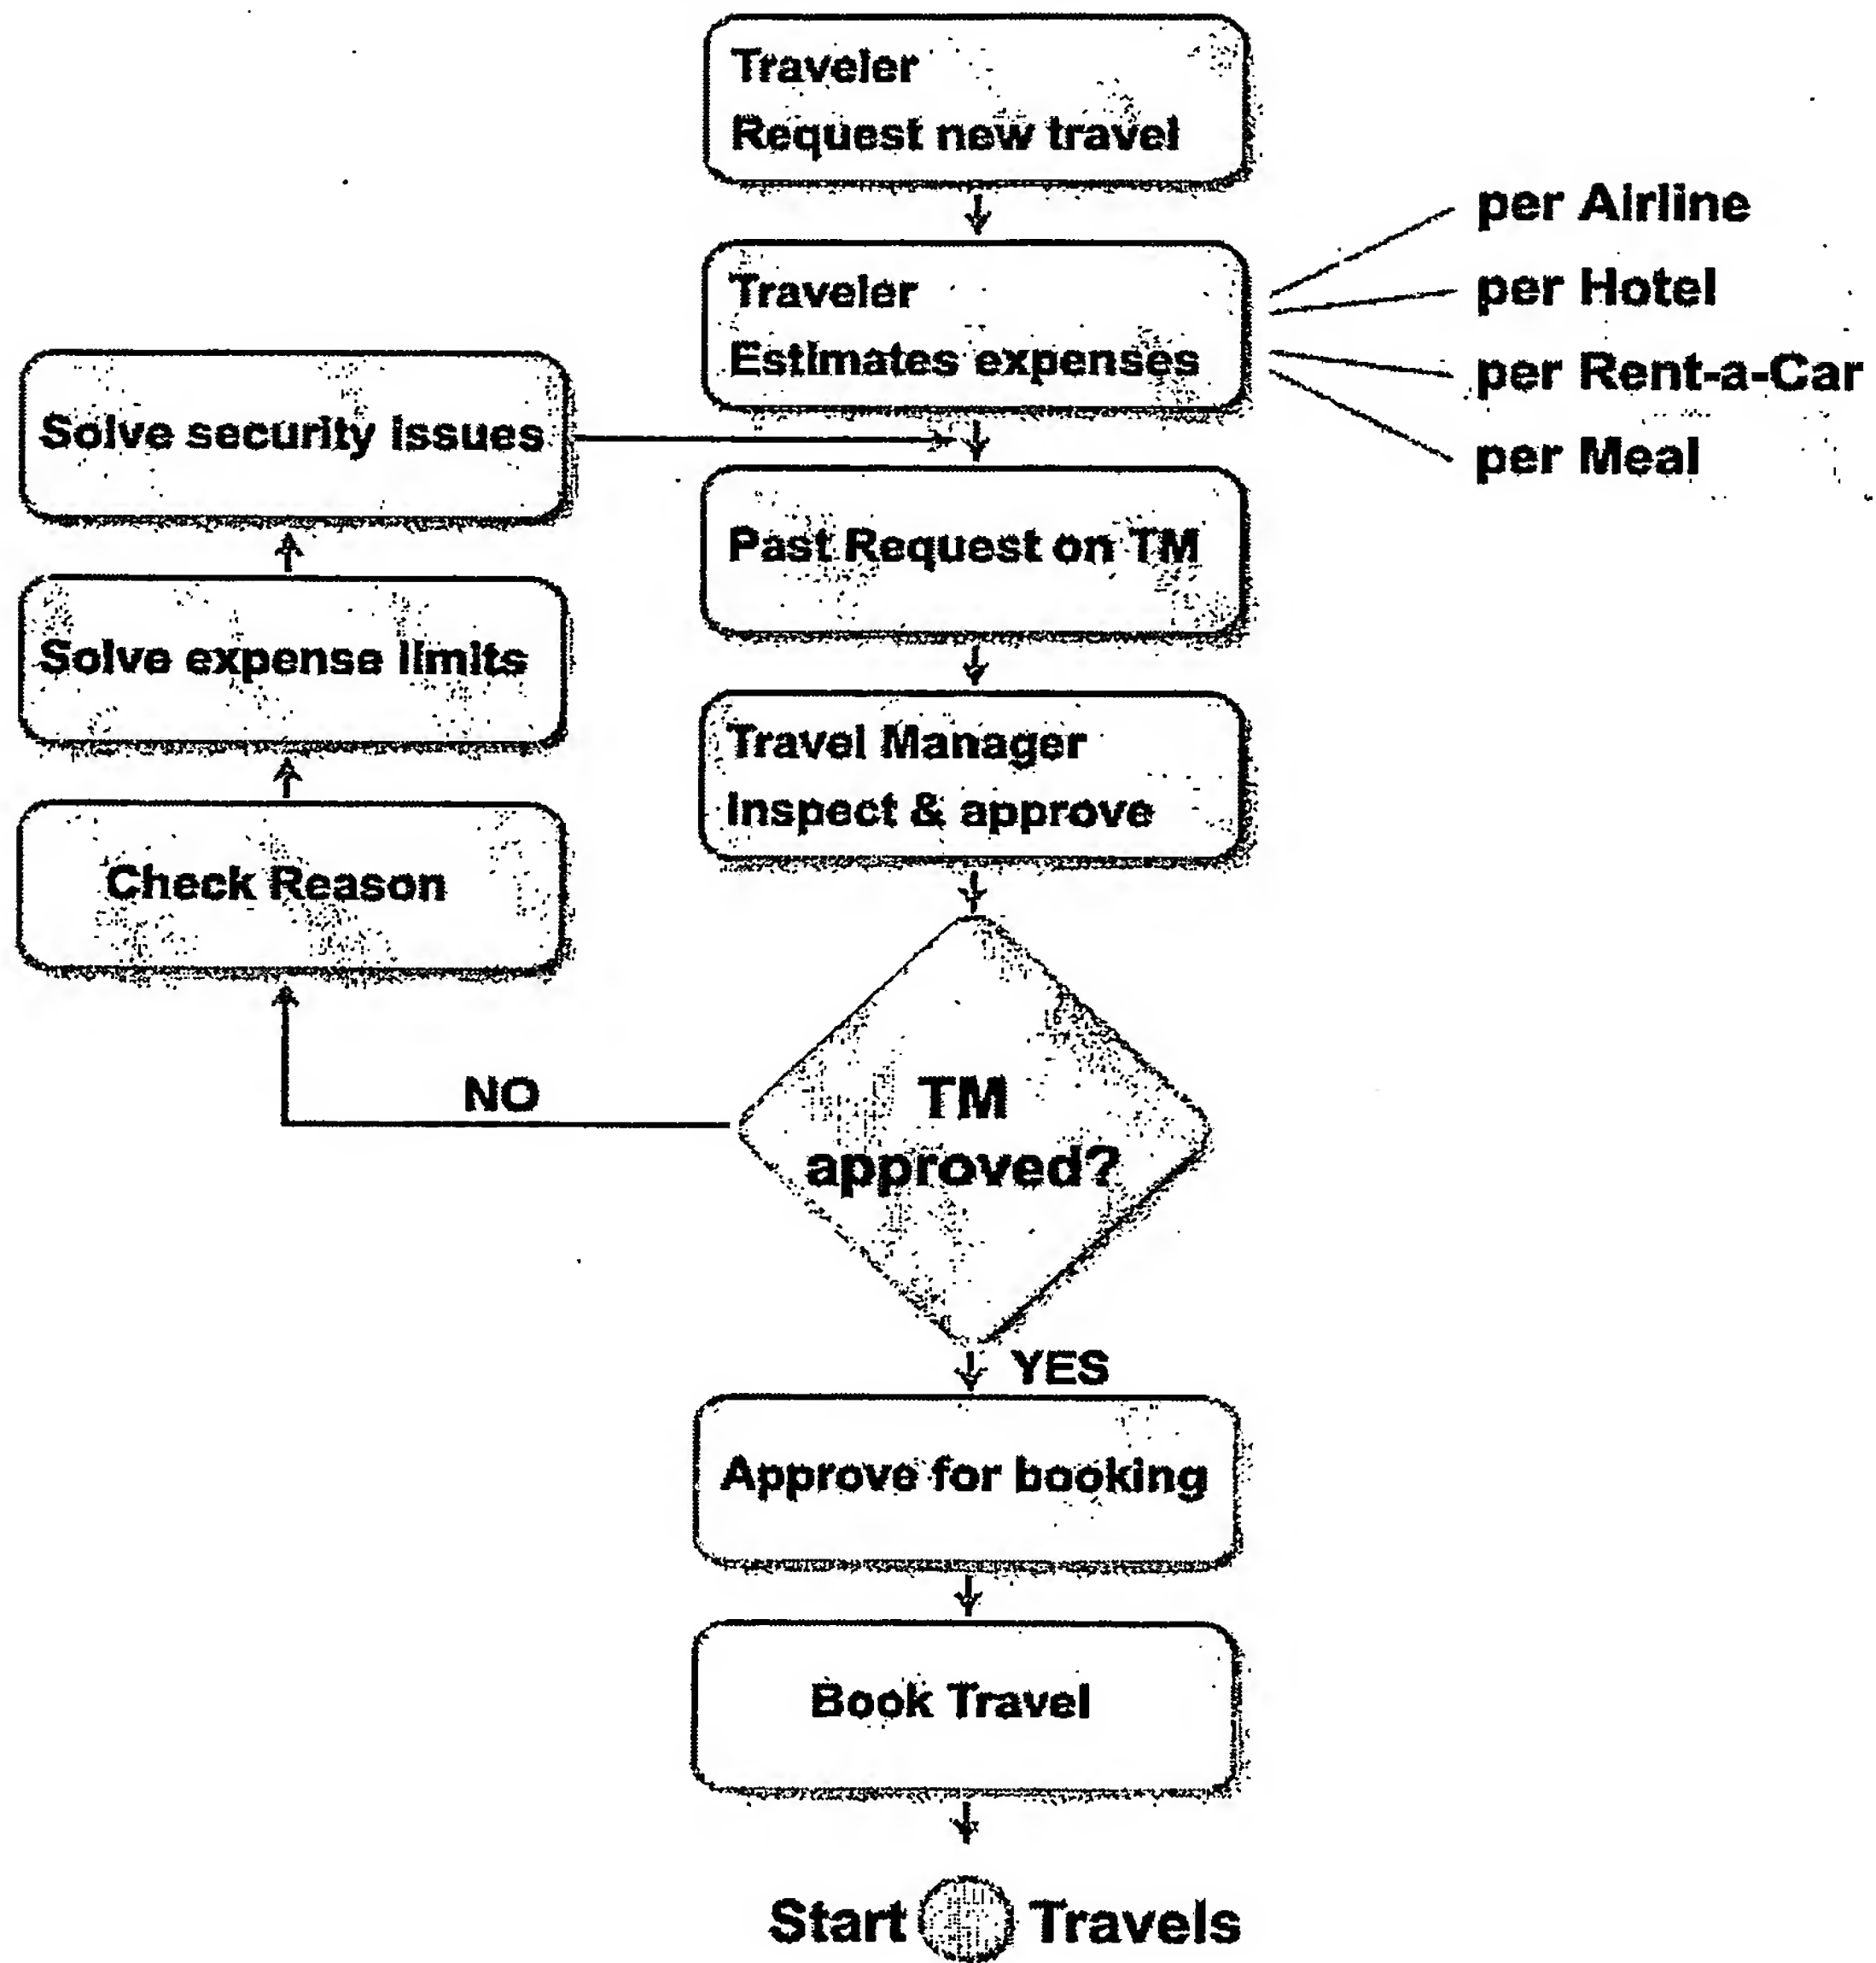 Traveler
Request new travel
Traveler
Estimates expenses
per Airline
per Hotel
per Rent-a-Car
per Meal
Solve security issues
Past Request on TM
Solve expense limits
Travel Manager
Inspect & approve
Check Reason
NO
TM
approved?
YES
Approve for booking
Book Travel
Start Travels